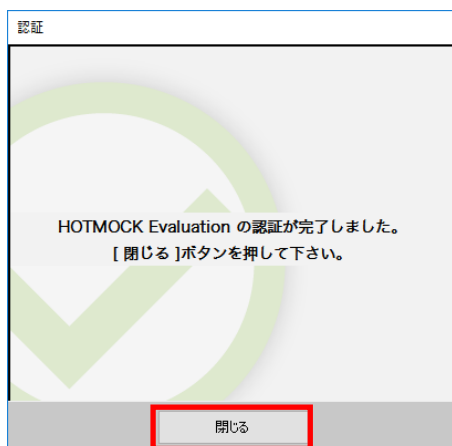 認証
HOTMOCK Evaluation の認証が完了しました。
[ 閉じる ]ボタンを押して下さい。
閉じる